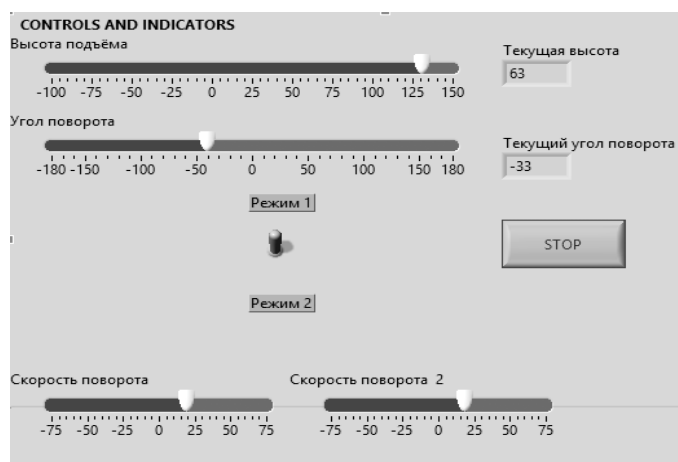 CONTROLS AND INDICATORS
Высота подъёма
-100 -75 -50 -25 0 25 50 75 100 125 150
Текущая высота
63
Угол поворота
-180 -150 -100 -50 0 50 100 150 180
Текущий угол поворота
-33
Режим 1
STOP
Режим 2
Скорость поворота
-75 -50 -25 0 25 50 75
Скорость поворота 2
-75 -50 -25 0 25 50 75